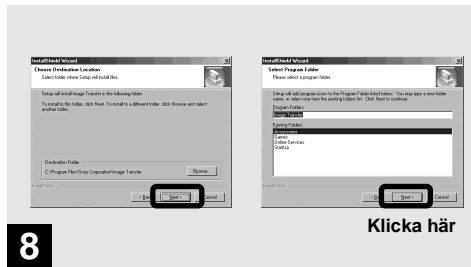 InstallShield Wizard
Choose Destination Location
Select folder where Setup will install files.
Setup will install Image Transfer in the following folder.
To install to this folder, click Next. To install to a different folder, click Browse and select
another folder.
Destination Folder
C:\Program Files\Sony Corporation\Image Transfer
Browse...
InstallShield
< Back
Next >
Cancel
InstallShield Wizard
Select Program Folder
Please select a program folder.
Setup will add program icons to the Program Folder listed below. You may type a new folder
name, or select one from the existing folders list. Click Next to continue.
Program Folders:
Image Transfer
Existing Folders:
Accessories
Games
Online Services
StartUp
InstallShield
Next >
Cancel
Klicka här
8